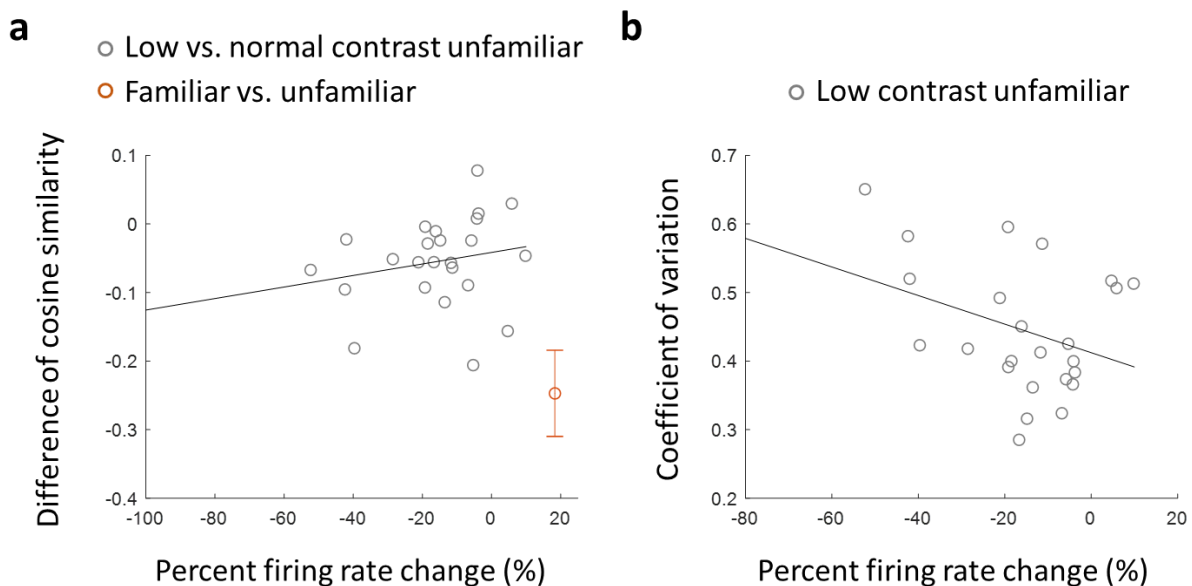 a
Low vs. normal contrast unfamiliar
Familiar vs. unfamiliar
Difference of cosine similarity
0.1
0
-0.1
-0.2
-0.3
-0.4
-100
-80
-60
-40
-20
0
20
Percent firing rate change (%)
b
Low contrast unfamiliar
Coefficient of variation
0.7
0.6
0.5
0.4
0.3
0.2
-80
-60
-40
-20
0
20
Percent firing rate change (%)